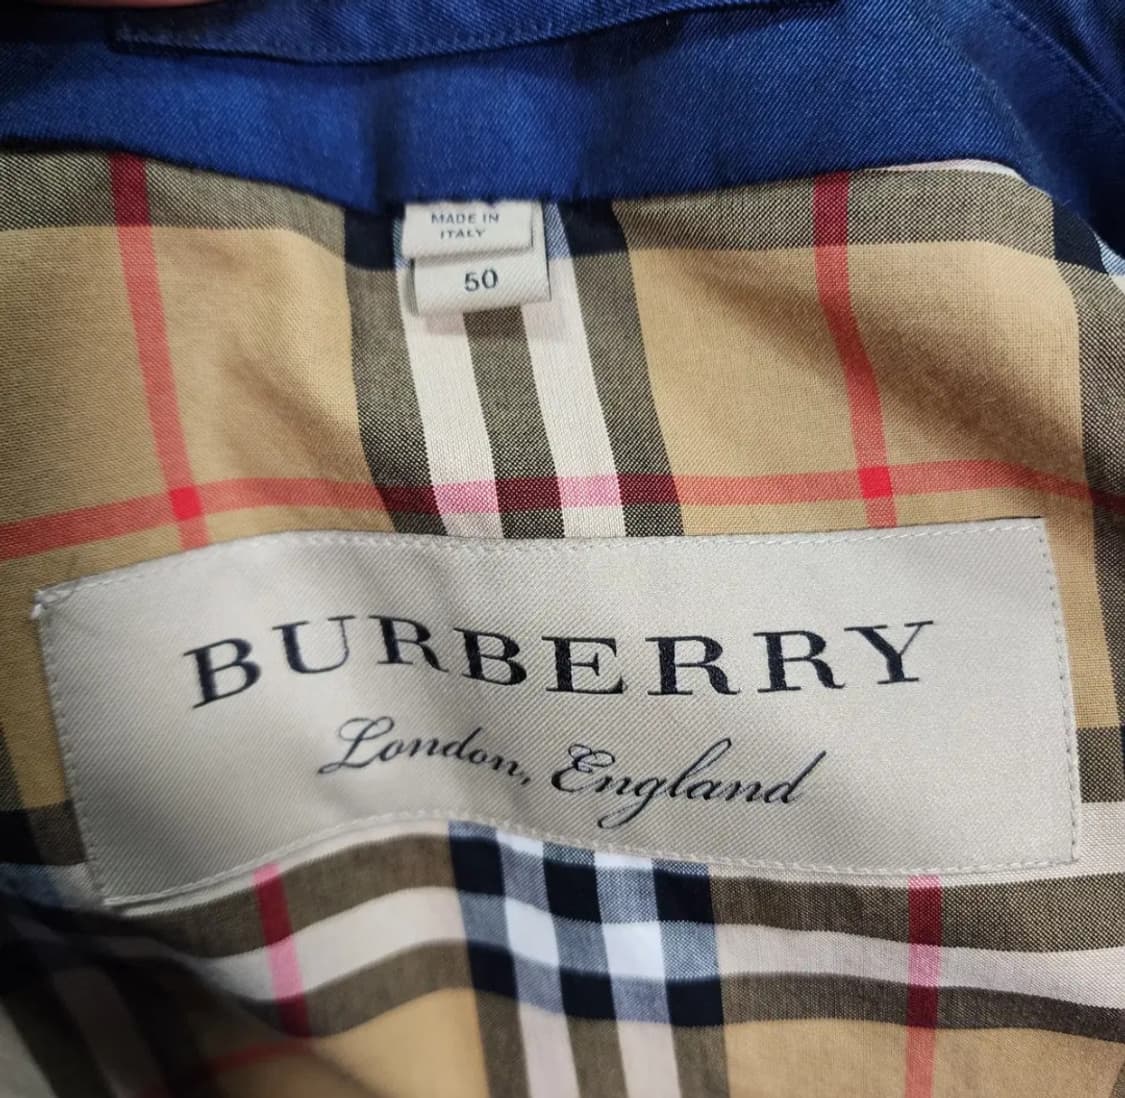 MADE IN
ITALY
50
BURBERRY
London, England